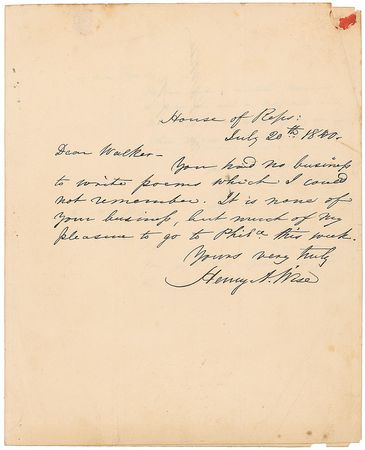 House of Reps:
July 20th 1840.
Dear Walker-
You had no business
to write poems which I could
not remember. It is none of
your business, but much of my
pleasure to go to Phila. this week.
Yours very truly
Henry A. Wise